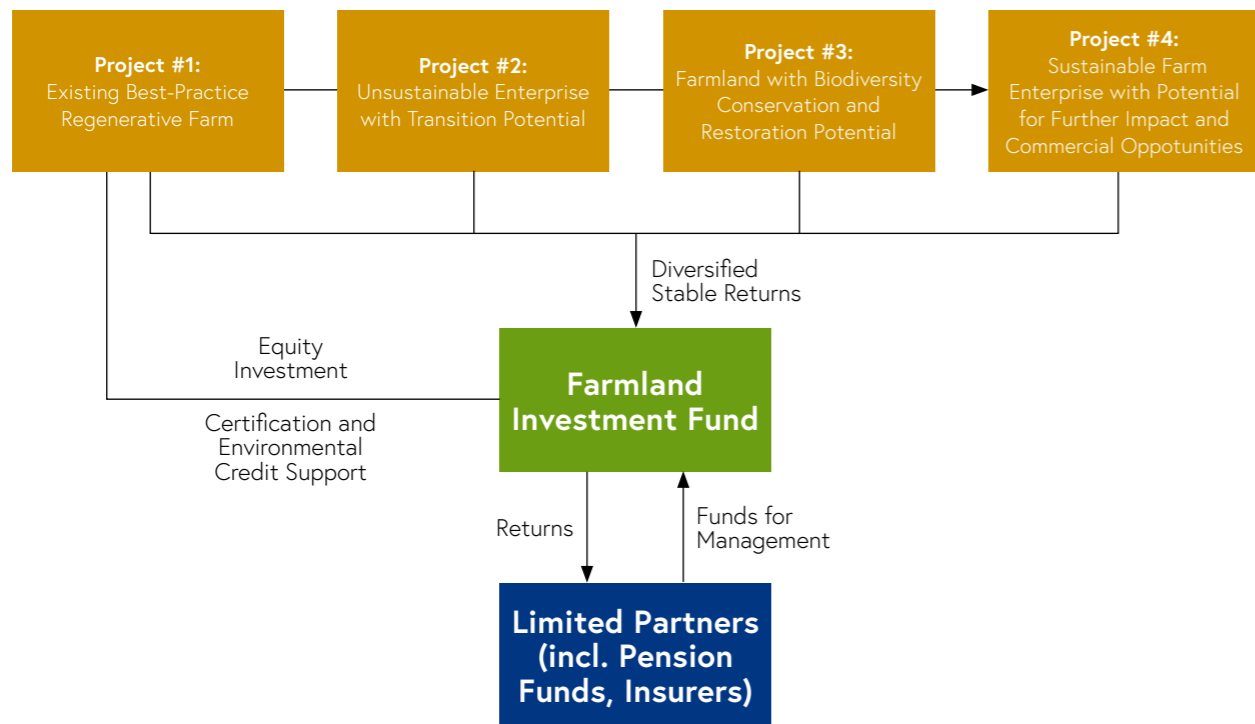 Project #1:
Existing Best-Practice
Regenerative Farm
Project #2:
Unsustainable Enterprise
with Transition Potential
Project #3:
Farmland with Biodiversity
Conservation and
Restoration Potential
Project #4:
Sustainable Farm
Enterprise with Potential
for Further Impact and
Commercial Oppotunities
Diversified
Stable Returns
Equity
Investment
Certification and
Environmental
Credit Support
Farmland
Investment Fund
Returns
Funds for
Management
Limited Partners
(incl. Pension
Funds, Insurers)